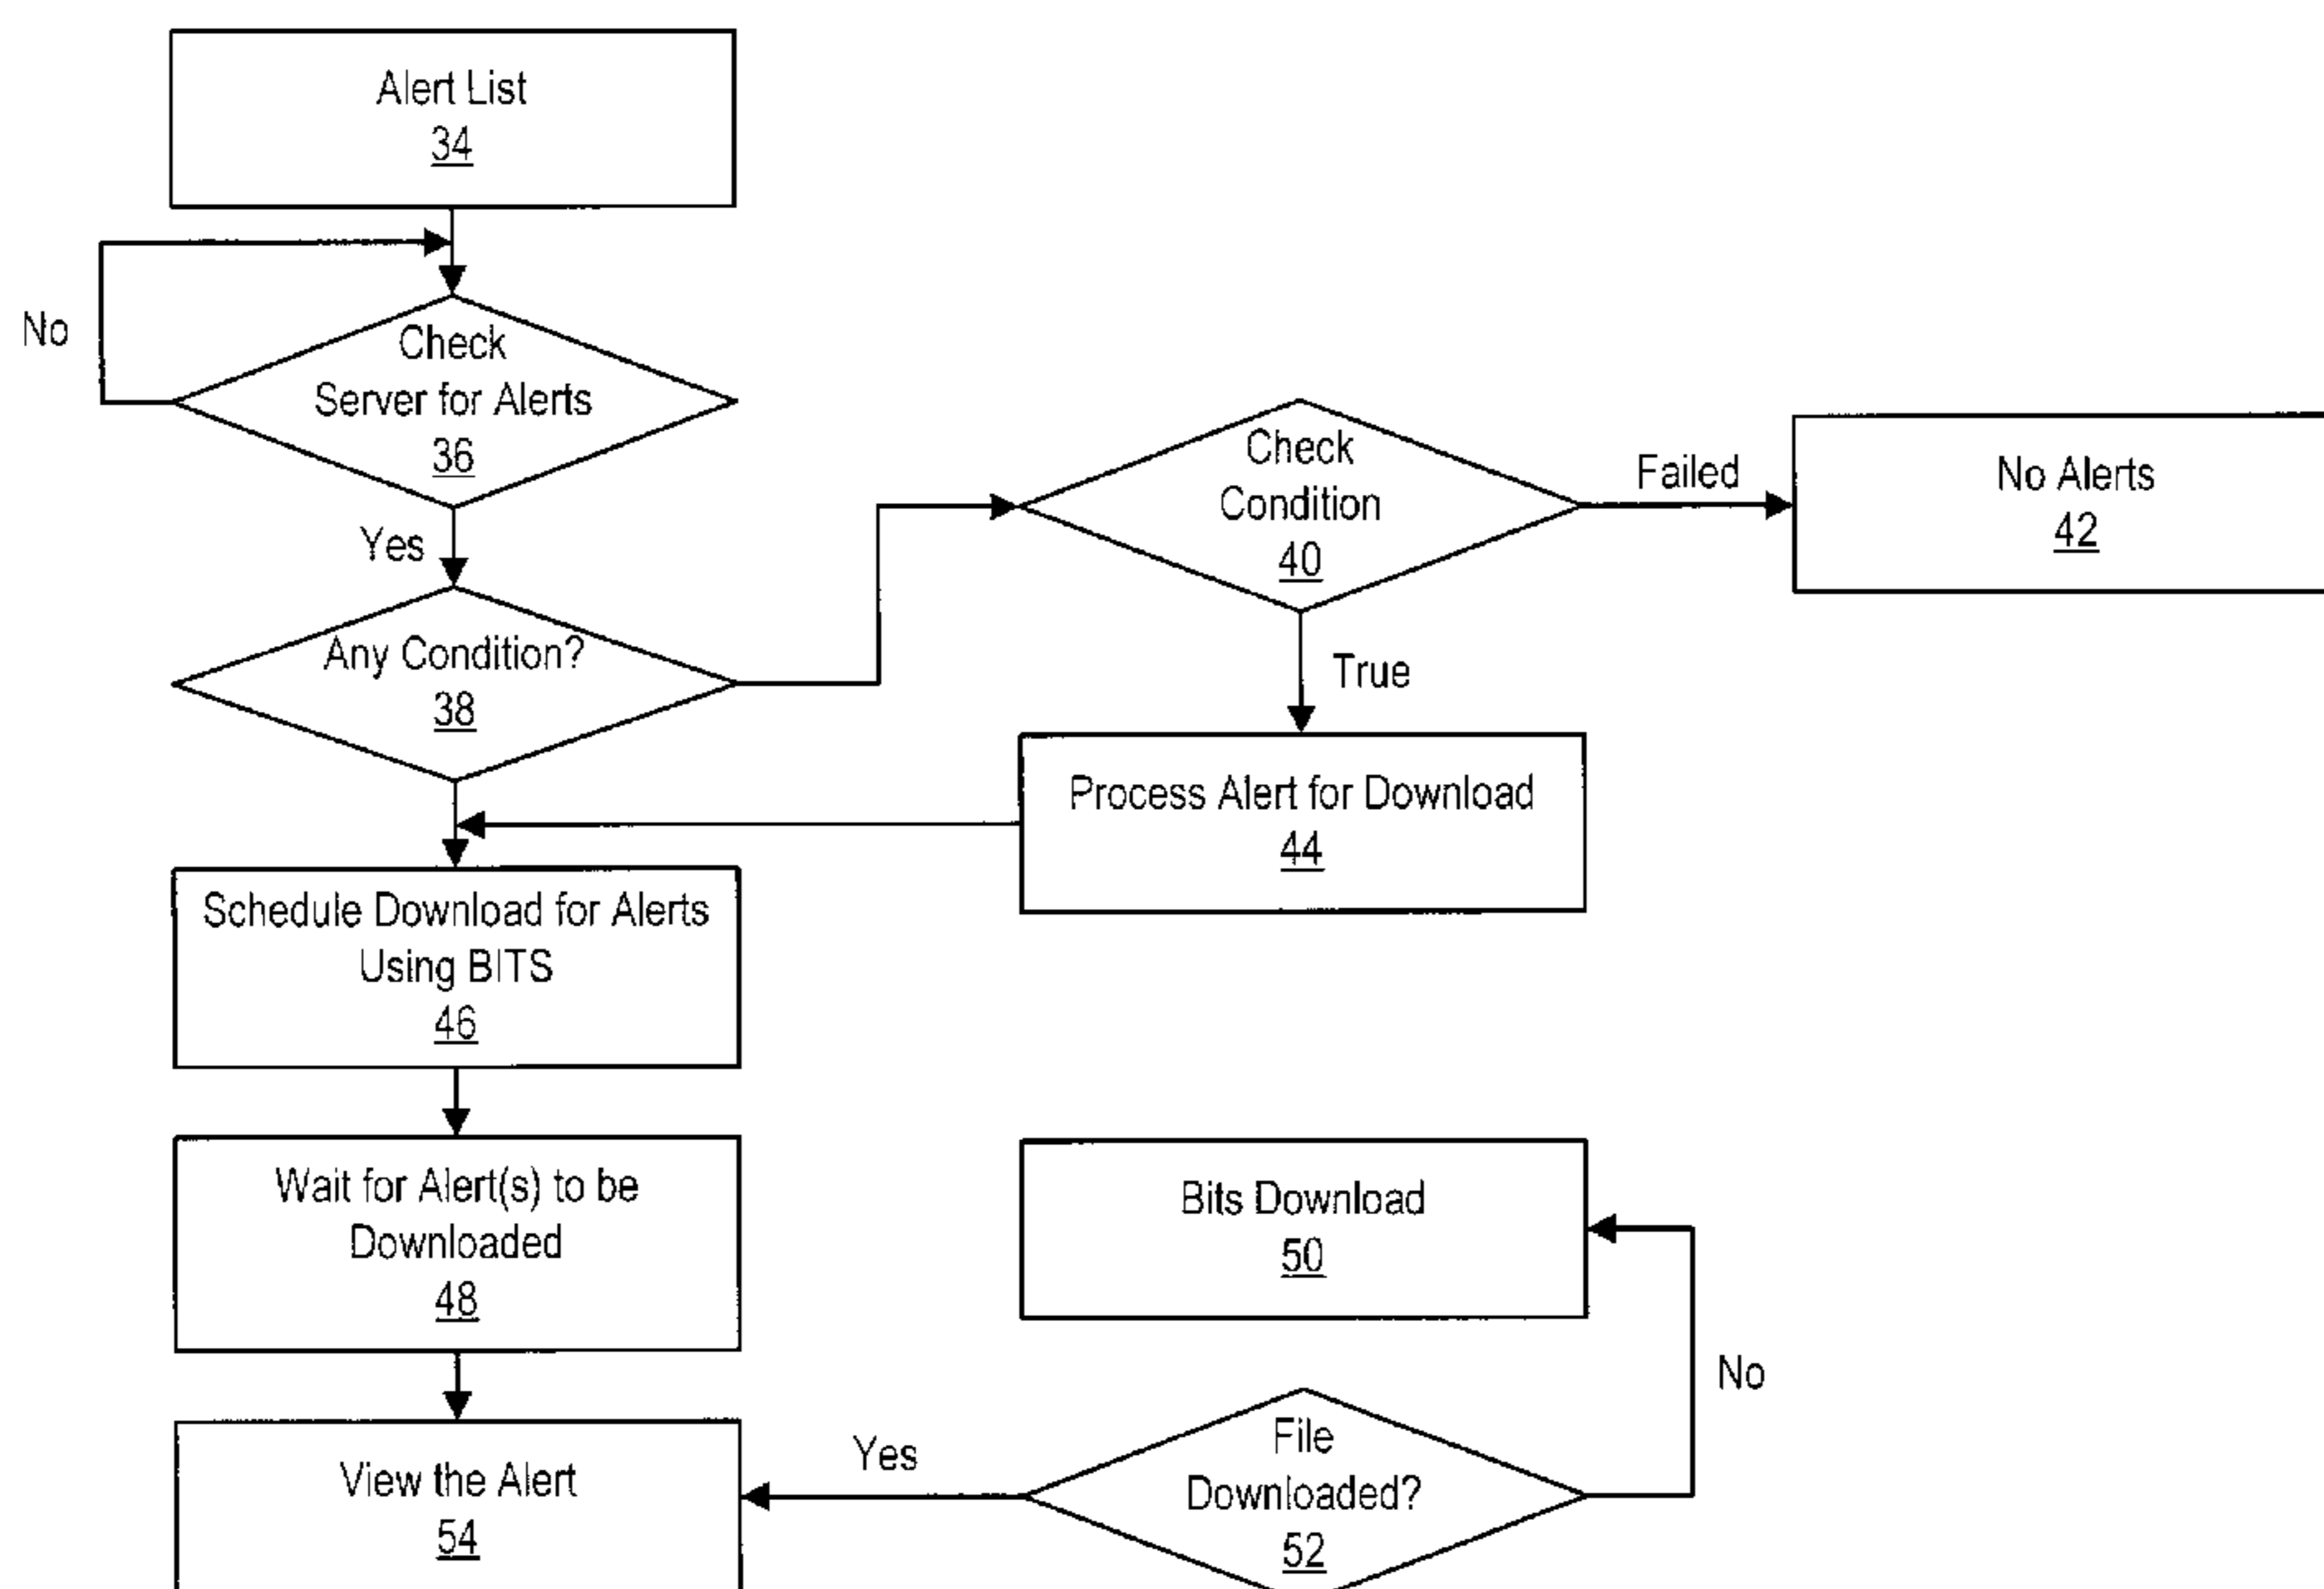 Alert List
34
No
Check
Server for Alerts
36
Yes
Any Condition?
38
Check
Condition
40
Failed
No Alerts
42
True
Process Alert for Download
44
Schedule Download for Alerts
Using BITS
46
Wait for Alert(s) to be
Downloaded
48
Bits Download
50
No
File
Downloaded?
52
Yes
View the Alert
54